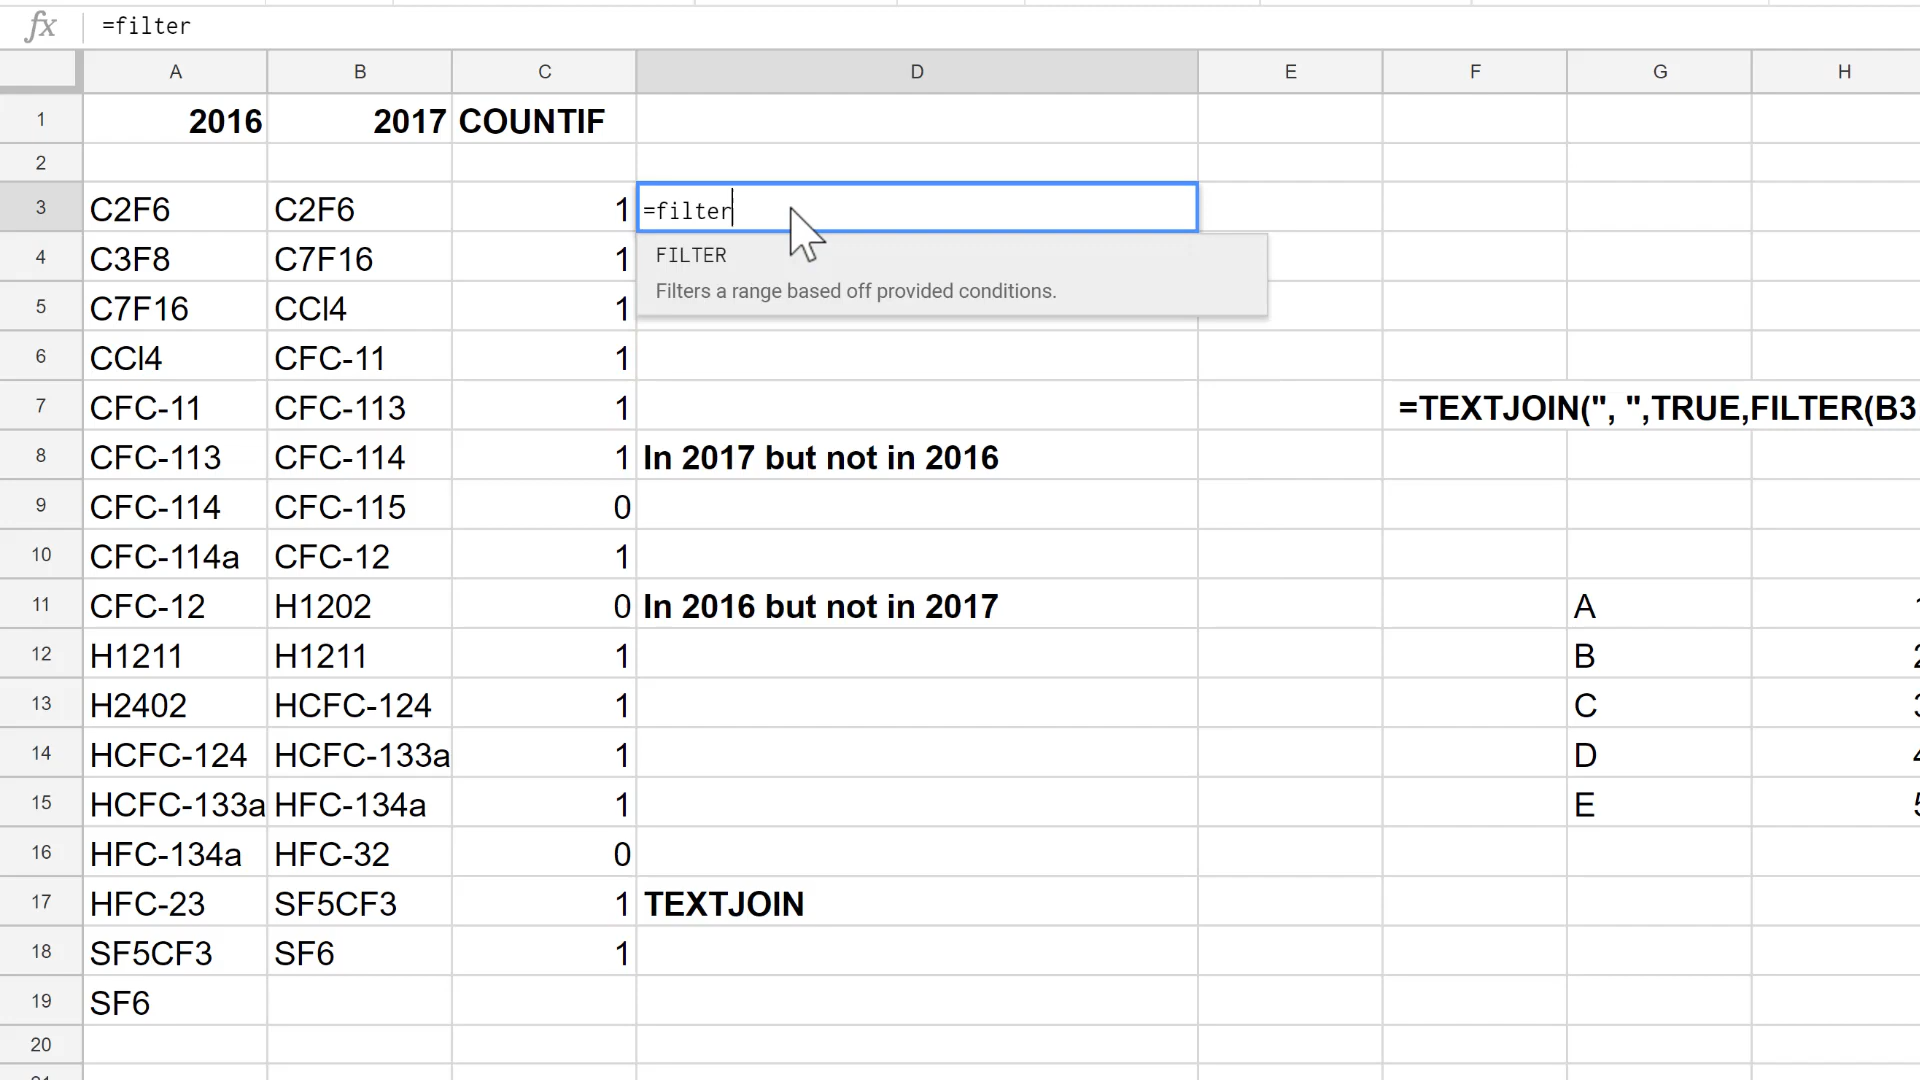 fx =filter
A B C D E F G H
1 2016 2017 COUNTIF
2
3 C2F6 C2F6 1 =filter
FILTER
4 C3F8 C7F16 1
Filters a range based off provided conditions.
5 C7F16 CCl4 1
6 CCl4 CFC-11 1
7 CFC-11 CFC-113 1 =TEXTJOIN(", ",TRUE,FILTER(B3
8 CFC-113 CFC-114 1 In 2017 but not in 2016
9 CFC-114 CFC-115 0
10 CFC-114a CFC-12 1
11 CFC-12 H1202 0 In 2016 but not in 2017 A
12 H1211 H1211 1 B
13 H2402 HCFC-124 1 C
14 HCFC-124 HCFC-133a 1 D
15 HCFC-133a HFC-134a 1 E
16 HFC-134a HFC-32 0
17 HFC-23 SF5CF3 1 TEXTJOIN
18 SF5CF3 SF6 1
19 SF6
20